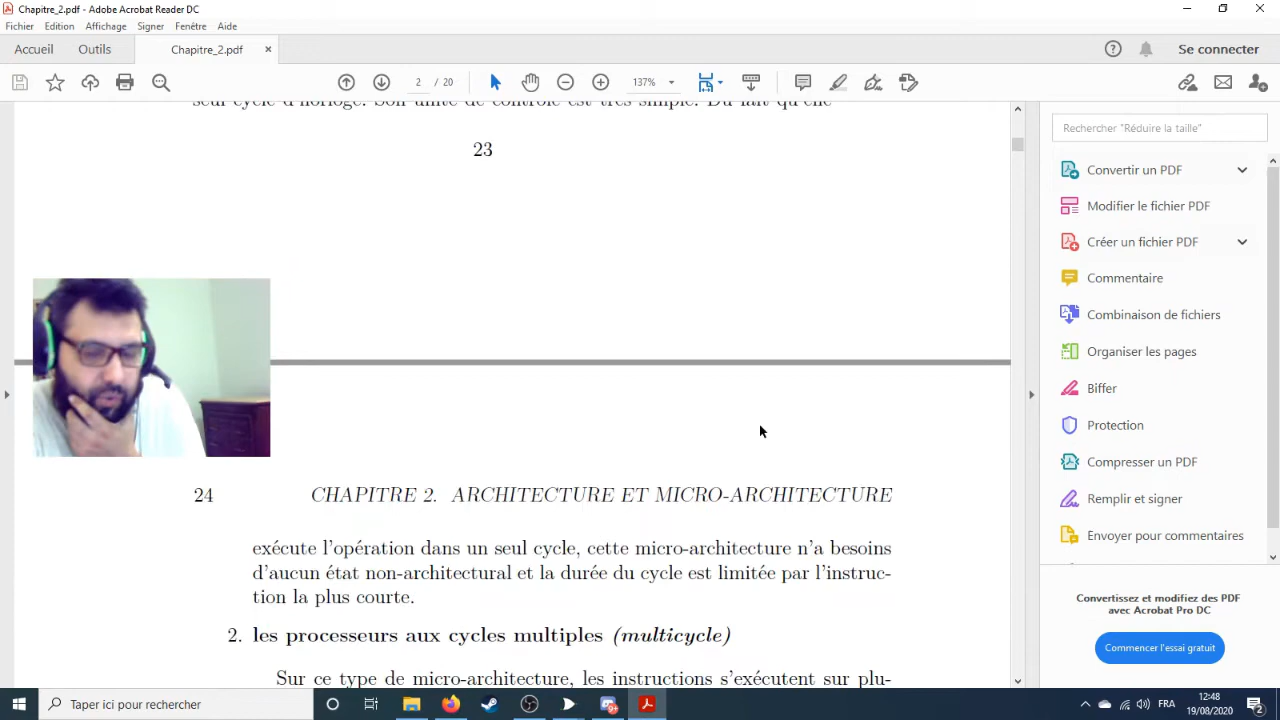 Chapitre_2.pdf - Adobe Acrobat Reader DC
Fichier Edition Affichage Signer Fenêtre Aide
Accueil Outils Chapitre_2.pdf × Se connecter
2 / 20 137%
seul cycle d'horloge. Son unité de contrôle est très simple. Du fait qu'elle
23
24 CHAPITRE 2. ARCHITECTURE ET MICRO-ARCHITECTURE
exécute l'opération dans un seul cycle, cette micro-architecture n'a besoins
d'aucun état non-architectural et la durée du cycle est limitée par l'instruc-
tion la plus courte.
2. les processeurs aux cycles multiples (multicycle)
Sur ce type de micro-architecture, les instructions s'exécutent sur plu-
Rechercher "Réduire la taille"
Convertir un PDF
Modifier le fichier PDF
Créer un fichier PDF
Commentaire
Combinaison de fichiers
Organiser les pages
Biffer
Protection
Compresser un PDF
Remplir et signer
Envoyer pour commentaires
Convertissez et modifiez des PDF
avec Acrobat Pro DC
Commencer l'essai gratuit
Taper ici pour rechercher
FRA
12:48
19/08/2020
2